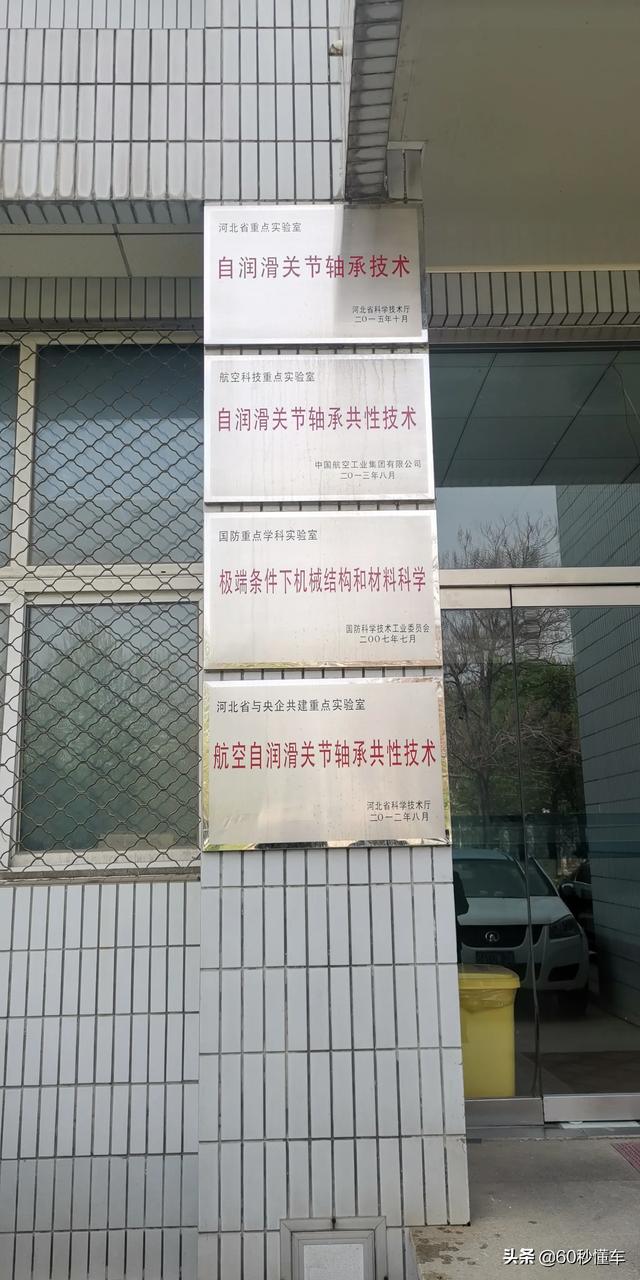 河北省重点实验室
自润滑关节轴承技术
河北省科学技术厅
二〇一五年十月
航空科技重点实验室
自润滑关节轴承共性技术
中国航空工业集团有限公司
二〇一三年八月
国防重点学科实验室
极端条件下机械结构和材料科学
国防科学技术工业委员会
二〇〇七年七月
河北省与央企共建重点实验室
航空自润滑关节轴承共性技术
河北省科学技术厅
二〇一二年八月
头条 @60秒懂车